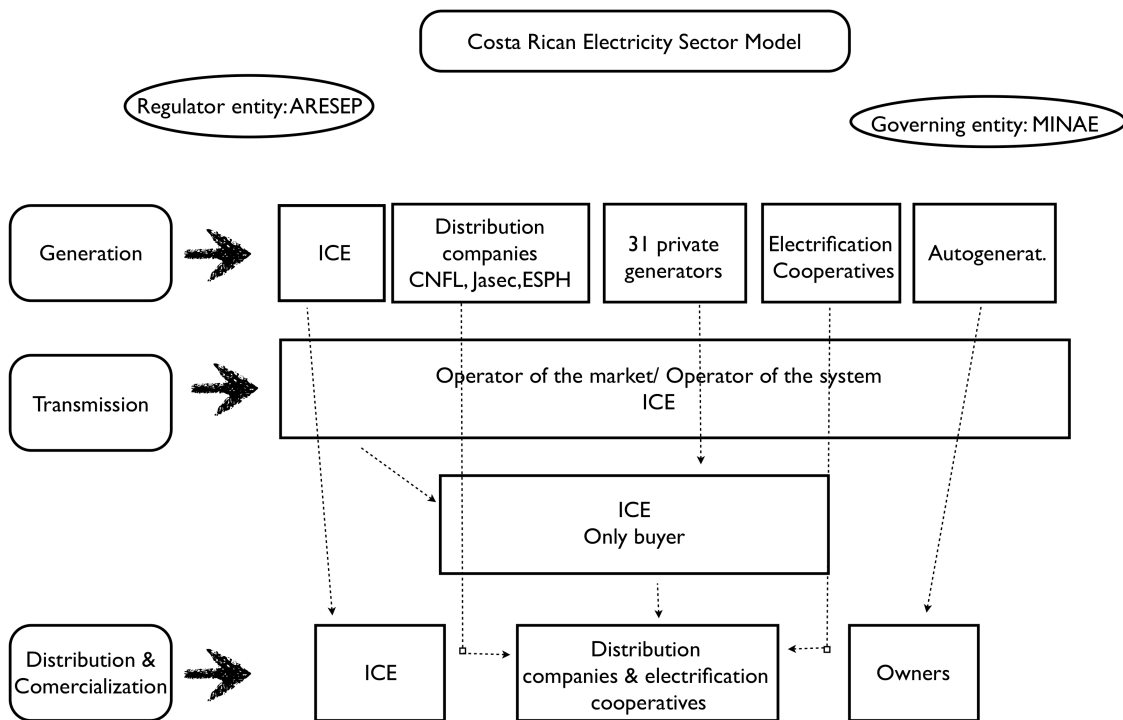 Costa Rican Electricity Sector Model
Regulator entity: ARESEP
Governing entity: MINAE
Generation
ICE
Distribution
companies
CNFL, Jasec,ESPH
31 private
generators
Electrification
Cooperatives
Autogenerat.
Transmission
Operator of the market/ Operator of the system
ICE
ICE
Only buyer
Distribution &
Comercialization
ICE
Distribution
companies & electrification
cooperatives
Owners